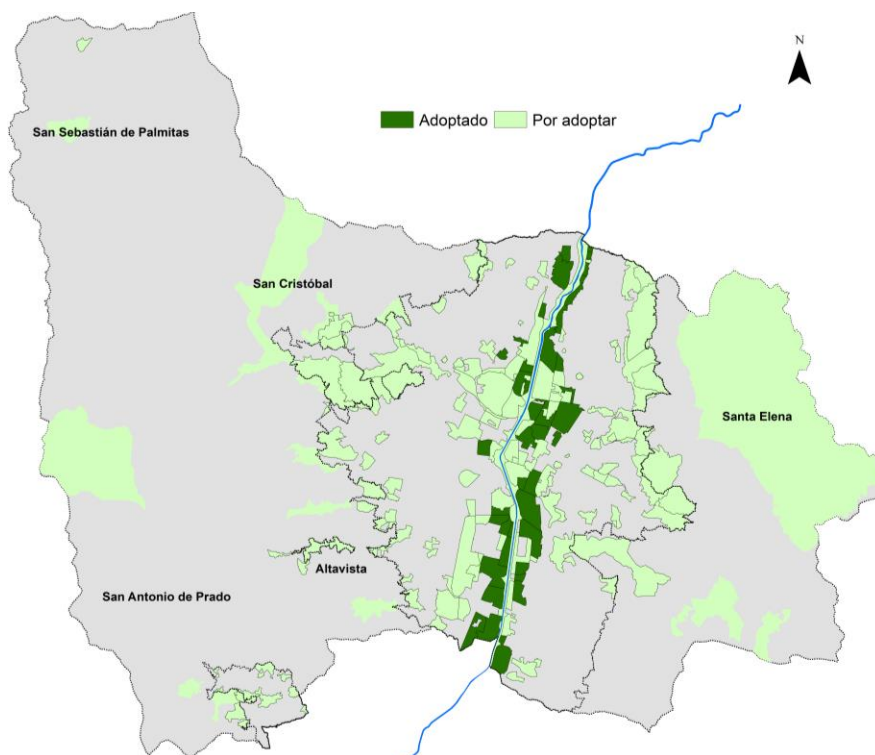 N
Adoptado
Por adoptar
San Sebastián de Palmitas
San Cristóbal
Santa Elena
Altavista
San Antonio de Prado